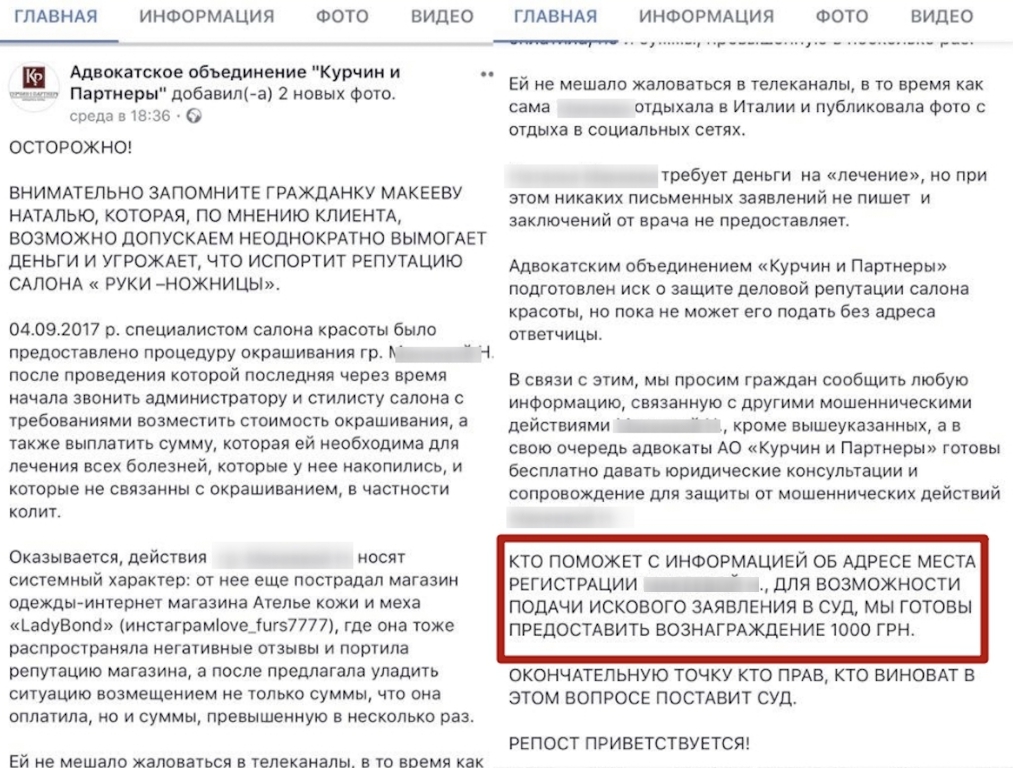 ГЛАВНАЯ ИНФОРМАЦИЯ ФОТО ВИДЕО
КР
Адвокатское объединение "Курчин и
Партнеры" добавил(-а) 2 новых фото.
среда в 18:36 ·
ОСТОРОЖНО!
ВНИМАТЕЛЬНО ЗАПОМНИТЕ ГРАЖДАНКУ МАКЕЕВУ
НАТАЛЬЮ, КОТОРАЯ, ПО МНЕНИЮ КЛИЕНТА,
ВОЗМОЖНО ДОПУСКАЕМ НЕОДНОКРАТНО ВЫМОГАЕТ
ДЕНЬГИ И УГРОЖАЕТ, ЧТО ИСПОРТИТ РЕПУТАЦИЮ
САЛОНА « РУКИ –НОЖНИЦЫ».
04.09.2017 р. специалистом салона красоты было
предоставлено процедуру окрашивания гр.
после проведения которой последняя через время
начала звонить администратору и стилисту салона с
требованиями возместить стоимость окрашивания, а
также выплатить сумму, которая ей необходима для
лечения всех болезней, которые у нее накопились, и
которые не связанны с окрашиванием, в частности
колит.
Оказывается, действия носят
системный характер: от нее еще пострадал магазин
одежды-интернет магазина Ателье кожи и меха
«LadyBond» (инстаграмlove_furs7777), где она тоже
распространяла негативные отзывы и портила
репутацию магазина, а после предлагала уладить
ситуацию возмещением не только суммы, что она
оплатила, но и суммы, превышенную в несколько раз.
Ей не мешало жаловаться в телеканалы, в то время как
ГЛАВНАЯ ИНФОРМАЦИЯ ФОТО ВИДЕО
оплатила, но и суммы, превышенную в несколько раз.
Ей не мешало жаловаться в телеканалы, в то время как
сама отдыхала в Италии и публиковала фото с
отдыха в социальных сетях.
требует деньги на «лечение», но при
этом никаких письменных заявлений не пишет и
заключений от врача не предоставляет.
Адвокатским объединением «Курчин и Партнеры»
подготовлен иск о защите деловой репутации салона
красоты, но пока не может его подать без адреса
ответчицы.
В связи с этим, мы просим граждан сообщить любую
информацию, связанную с другими мошенническими
действиями , кроме вышеуказанных, а в
свою очередь адвокаты АО «Курчин и Партнеры» готовы
бесплатно давать юридические консультации и
сопровождение для защиты от мошеннических действий
КТО ПОМОЖЕТ С ИНФОРМАЦИЕЙ ОБ АДРЕСЕ МЕСТА
РЕГИСТРАЦИИ ., ДЛЯ ВОЗМОЖНОСТИ
ПОДАЧИ ИСКОВОГО ЗАЯВЛЕНИЯ В СУД, МЫ ГОТОВЫ
ПРЕДОСТАВИТЬ ВОЗНАГРАЖДЕНИЕ 1000 ГРН.
ОКОНЧАТЕЛЬНУЮ ТОЧКУ КТО ПРАВ, КТО ВИНОВАТ В
ЭТОМ ВОПРОСЕ ПОСТАВИТ СУД.
РЕПОСТ ПРИВЕТСТВУЕТСЯ!